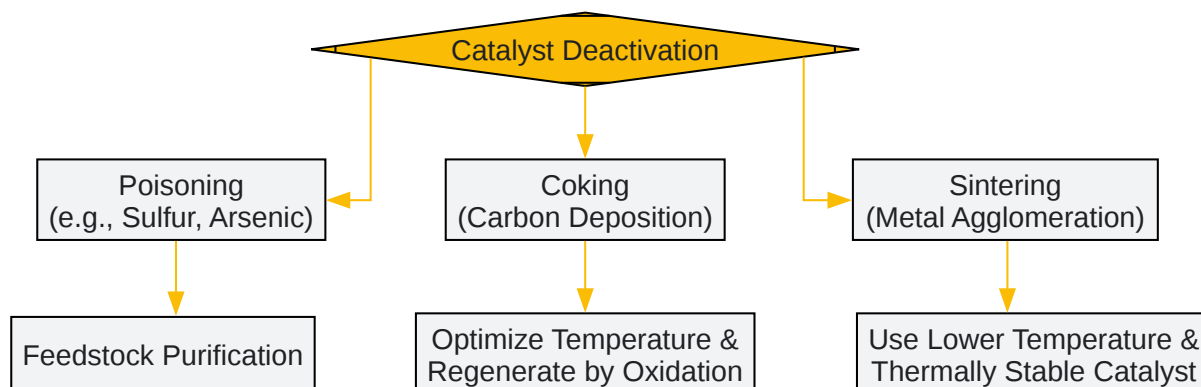 Catalyst Deactivation
Poisoning
(e.g., Sulfur, Arsenic)
Coking
(Carbon Deposition)
Sintering
(Metal Agglomeration)
Feedstock Purification
Optimize Temperature &
Regenerate by Oxidation
Use Lower Temperature &
Thermally Stable Catalyst